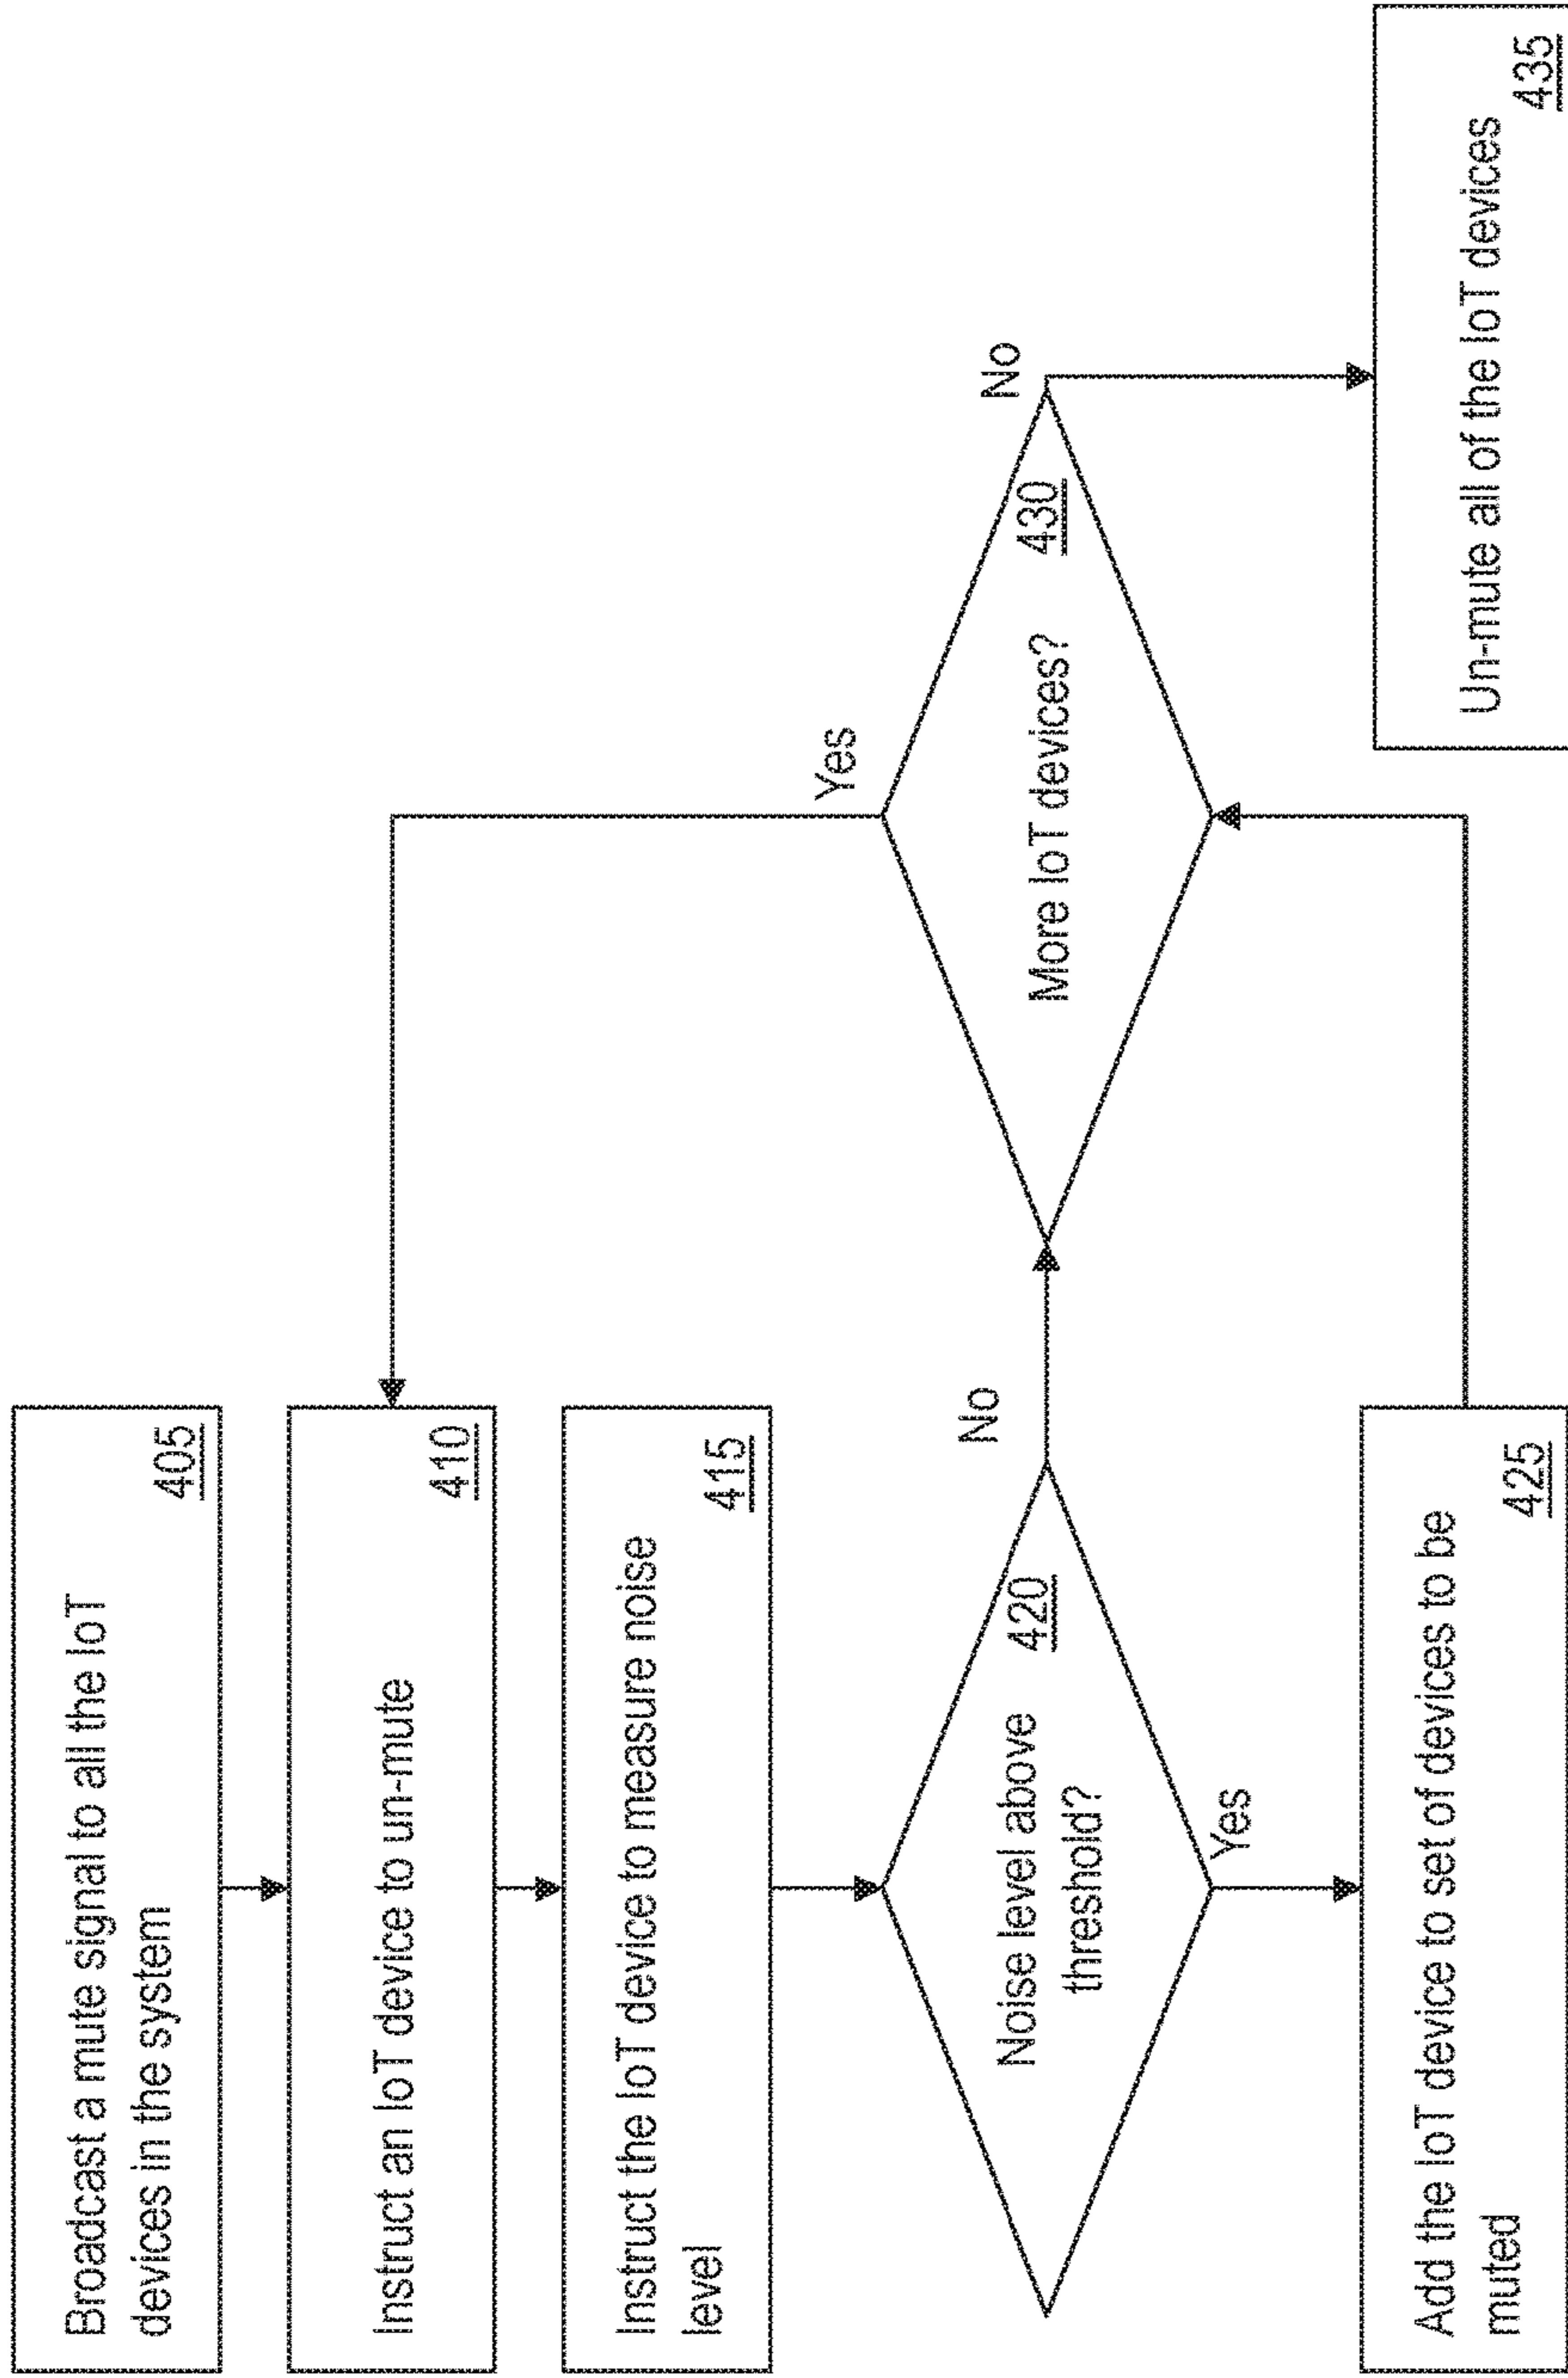 Broadcast a mute signal to all the IoT
devices in the system
405
Instruct an IoT device to un-mute
410
Instruct the IoT device to measure noise
level
415
Noise level above
threshold?
420
No
Yes
Add the IoT device to set of devices to be
muted
425
More IoT devices?
430
Yes
No
Un-mute all of the IoT devices
435